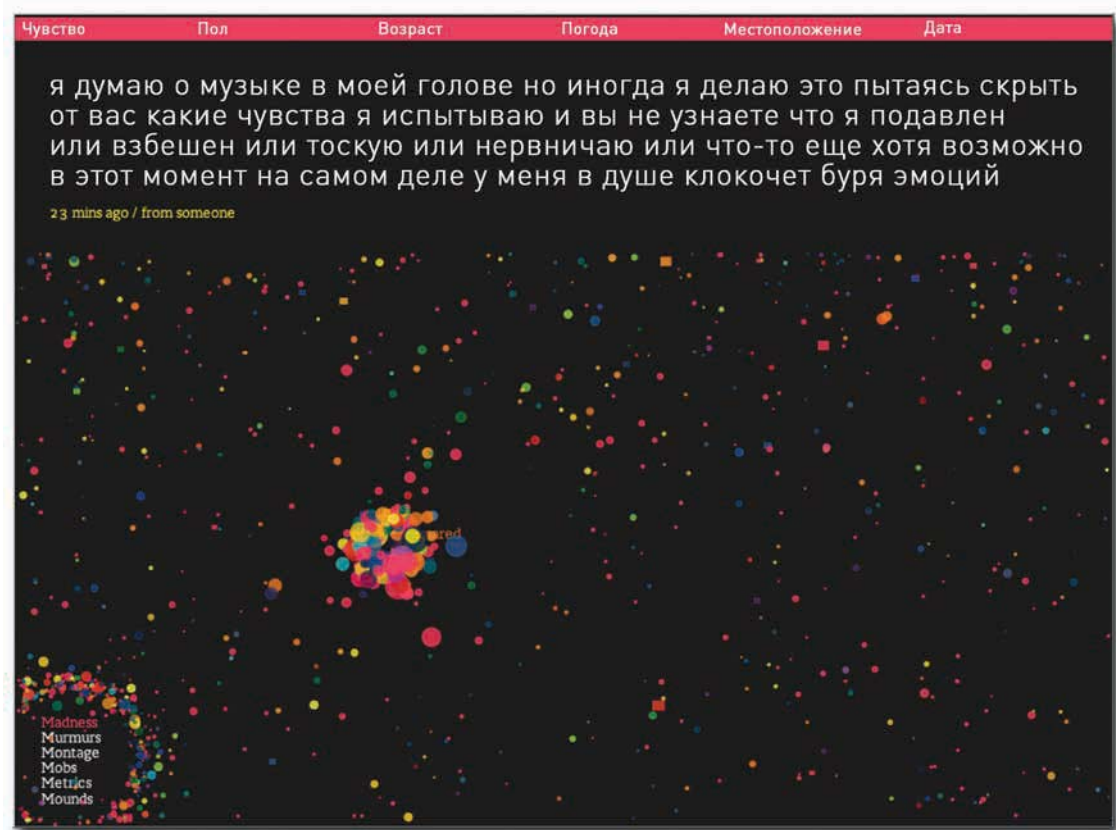 Чувство Пол Возраст Погода Местоположение Дата
я думаю о музыке в моей голове но иногда я делаю это пытаясь скрыть
от вас какие чувства я испытываю и вы не узнаете что я подавлен
или взбешен или тоскую или нервничаю или что-то еще хотя возможно
в этот момент на самом деле у меня в душе клокочет буря эмоций
23 mins ago / from someone
Madness
Murmurs
Montage
Mobs
Metrics
Mounds